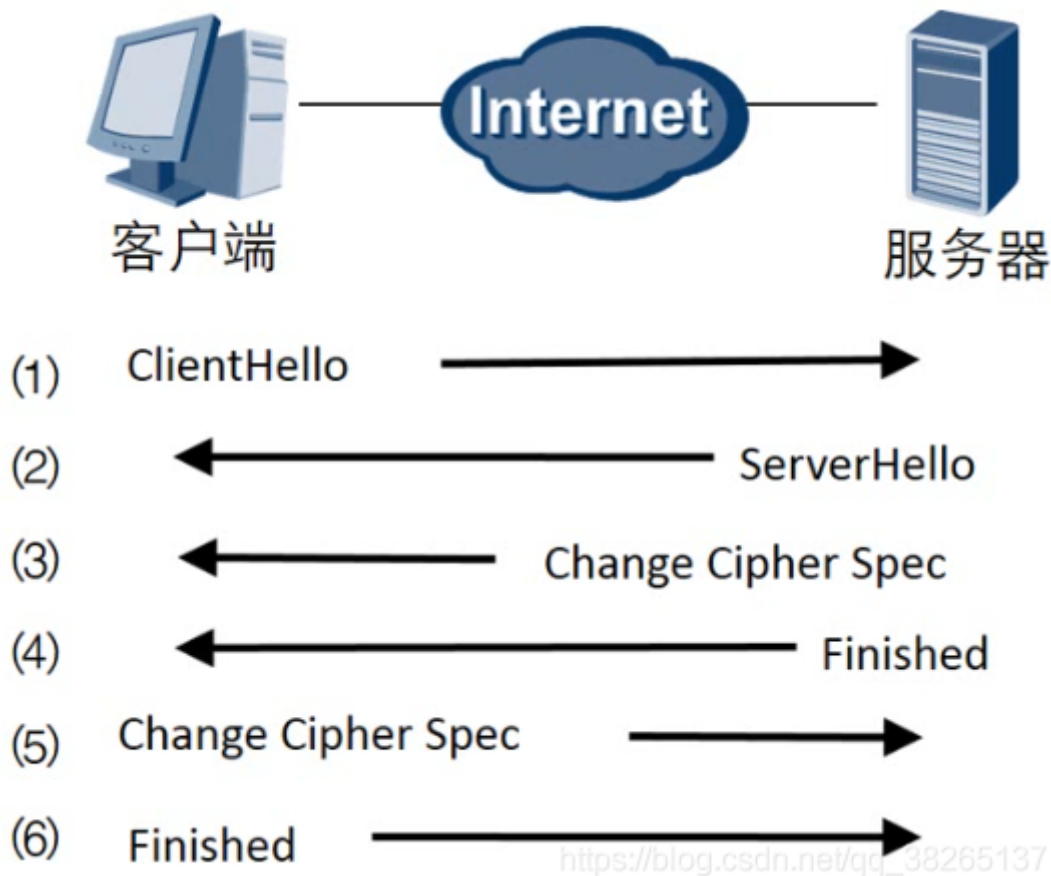 Internet
客户端
服务器
(1) ClientHello
(2) ServerHello
(3) Change Cipher Spec
(4) Finished
(5) Change Cipher Spec
(6) Finished
https://blog.csdn.net/qq_38265137